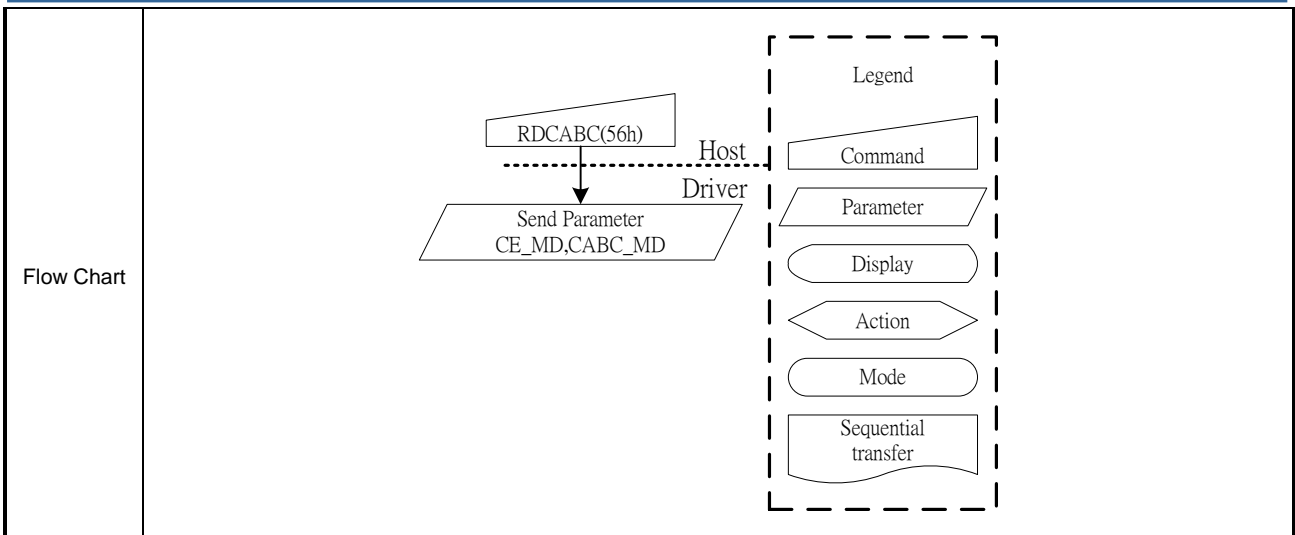 Flow Chart
RDCABC(56h)
Host
Driver
Send Parameter
CE_MD,CABC_MD
Legend
Command
Parameter
Display
Action
Mode
Sequential
transfer